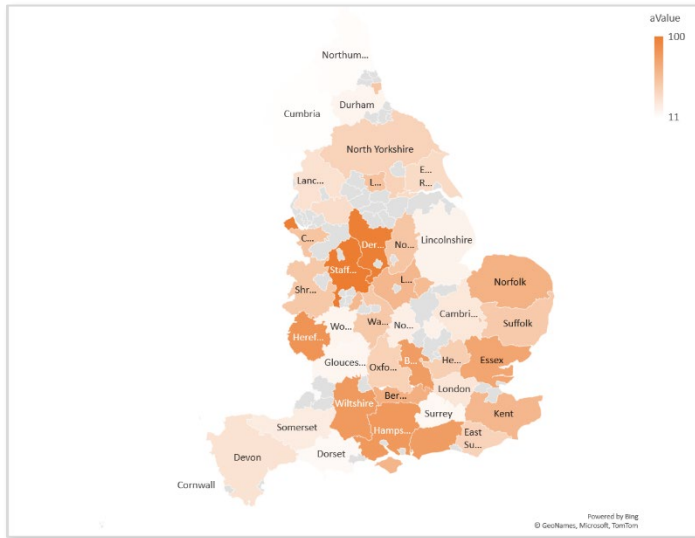 aValue
100
11
Northum...
Durham
Cumbria
North Yorkshire
Lanc...
L...
E...
R...
C...
Der...
No...
Lincolnshire
Staff...
Shr...
L...
Norfolk
Wo...
Wa...
No...
Cambri...
Suffolk
Heref...
Glouces...
Oxfo...
B...
He...
Essex
London
Wiltshire
Ber...
Surrey
Kent
Hamps...
East
Su...
Somerset
Devon
Dorset
Cornwall
Powered by Bing
© GeoNames, Microsoft, TomTom